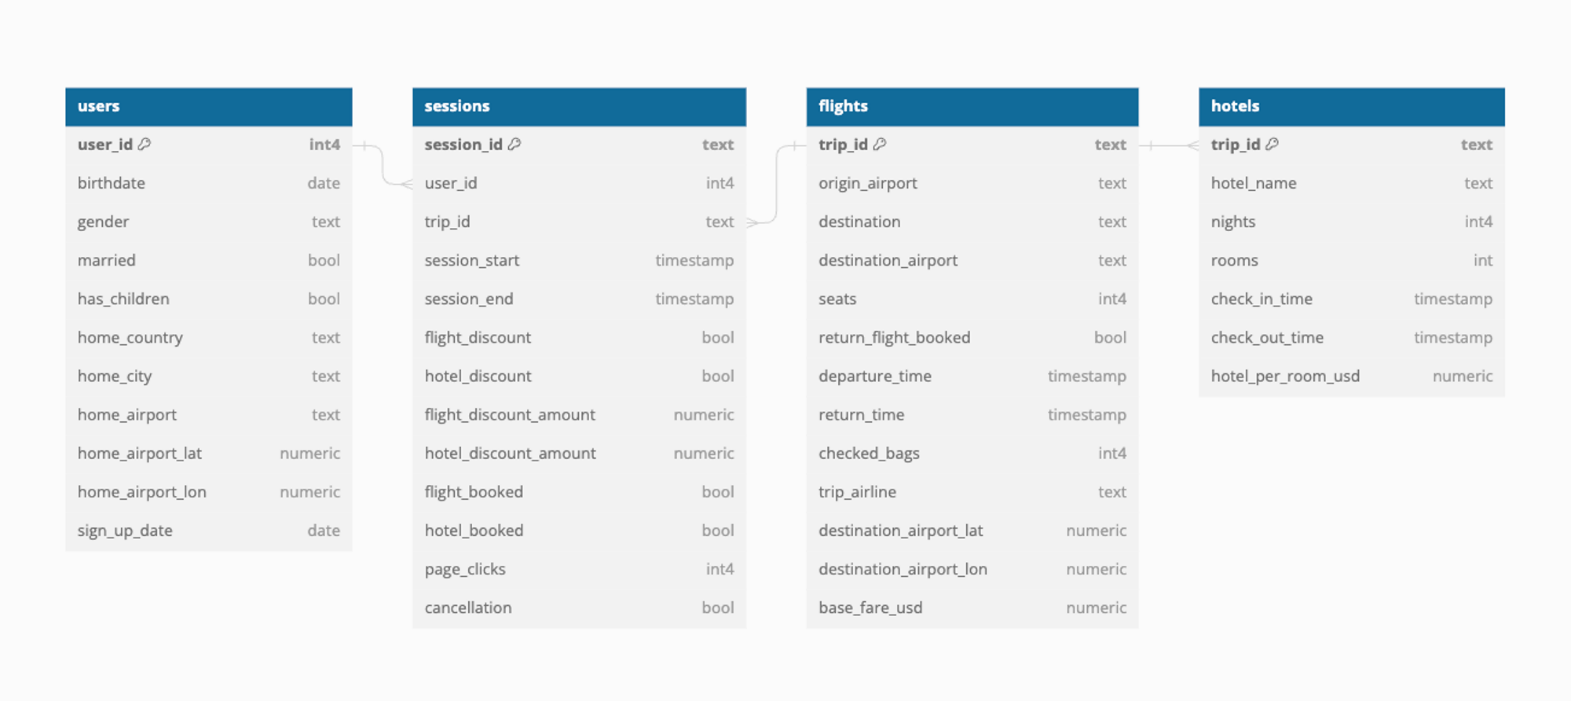 users
user_id int4
birthdate date
gender text
married bool
has_children bool
home_country text
home_city text
home_airport text
home_airport_lat numeric
home_airport_lon numeric
sign_up_date date
sessions
session_id text
user_id int4
trip_id text
session_start timestamp
session_end timestamp
flight_discount bool
hotel_discount bool
flight_discount_amount numeric
hotel_discount_amount numeric
flight_booked bool
hotel_booked bool
page_clicks int4
cancellation bool
flights
trip_id text
origin_airport text
destination text
destination_airport text
seats int4
return_flight_booked bool
departure_time timestamp
return_time timestamp
checked_bags int4
trip_airline text
destination_airport_lat numeric
destination_airport_lon numeric
base_fare_usd numeric
hotels
trip_id text
hotel_name text
nights int4
rooms int
check_in_time timestamp
check_out_time timestamp
hotel_per_room_usd numeric